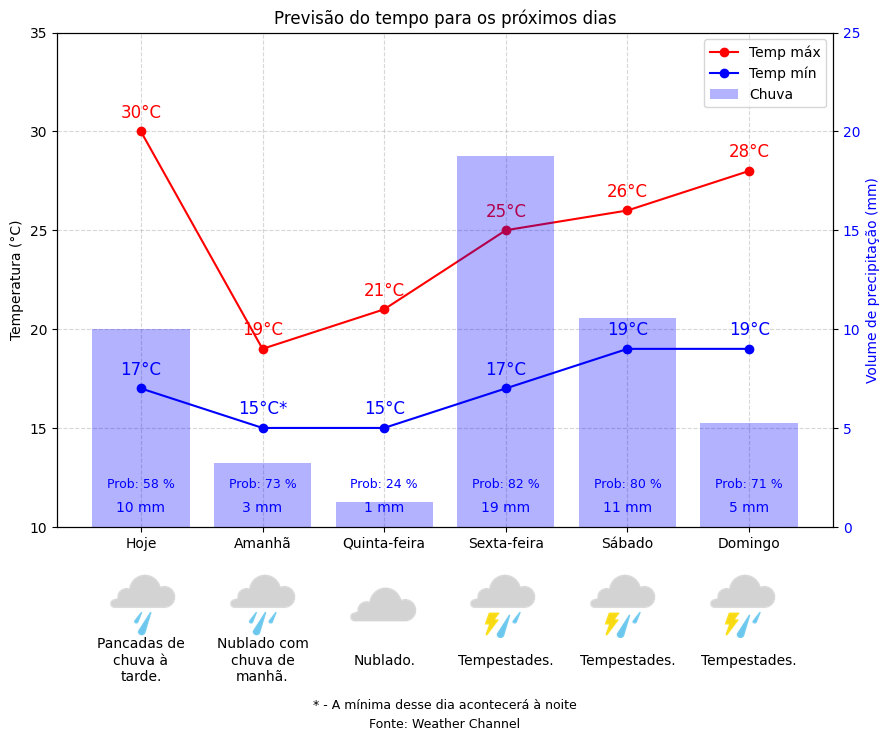 Previsão do tempo para os próximos dias
35
30
25
20
15
10
Temperatura (°C)
25
20
15
10
5
0
Volume de precipitação (mm)
Temp máx
Temp mín
Chuva
30°C
19°C
21°C
25°C
26°C
28°C
17°C
15°C*
15°C
17°C
19°C
19°C
Prob: 58 %
Prob: 73 %
Prob: 24 %
Prob: 82 %
Prob: 80 %
Prob: 71 %
10 mm
3 mm
1 mm
19 mm
11 mm
5 mm
Hoje
Amanhã
Quinta-feira
Sexta-feira
Sábado
Domingo
Pancadas de
chuva à
tarde.
Nublado com
chuva de
manhã.
Nublado.
Tempestades.
Tempestades.
Tempestades.
* - A mínima desse dia acontecerá à noite
Fonte: Weather Channel